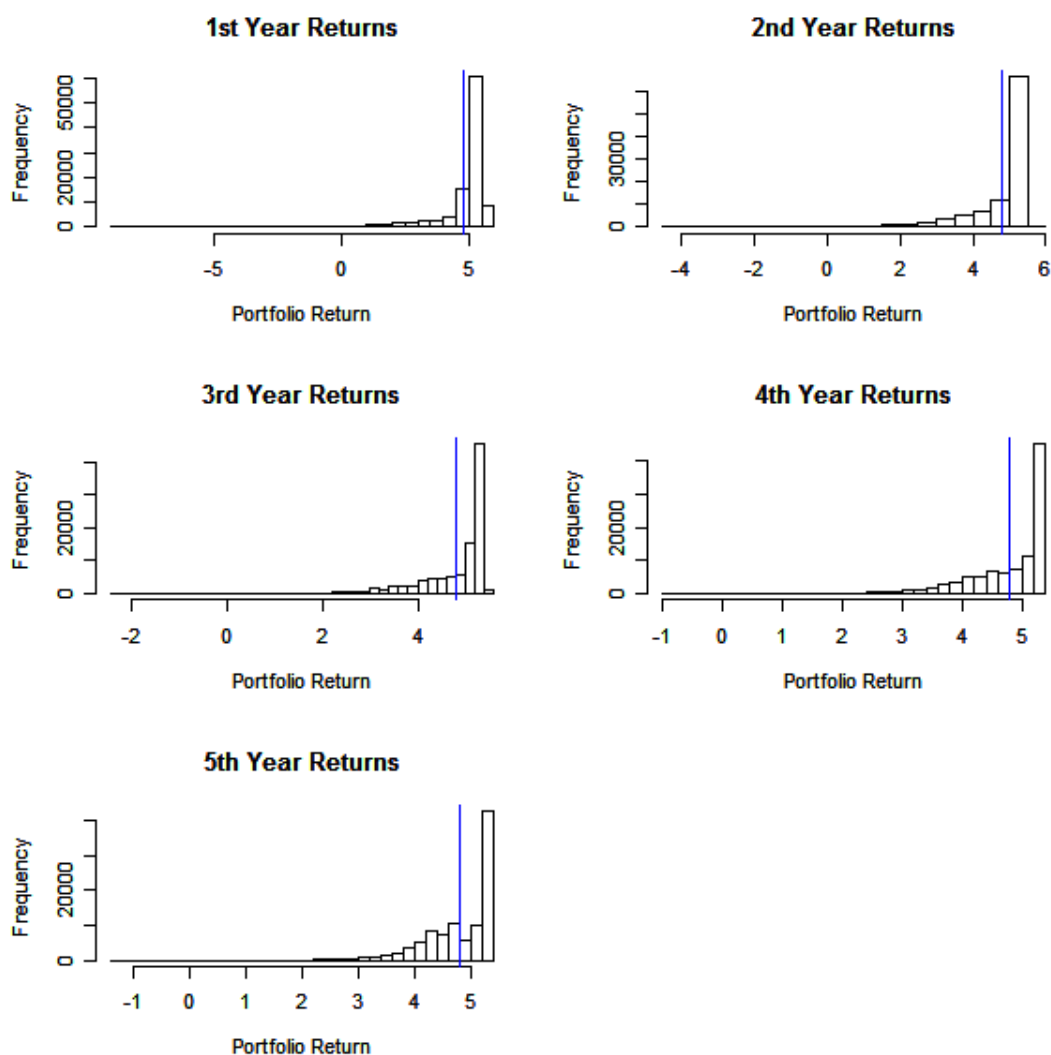 1st Year Returns
Frequency
0 20000 50000
-5 0 5
Portfolio Return
2nd Year Returns
Frequency
0 30000
-4 -2 0 2 4 6
Portfolio Return
3rd Year Returns
Frequency
0 20000
-2 0 2 4
Portfolio Return
4th Year Returns
Frequency
0 20000
-1 0 1 2 3 4 5
Portfolio Return
5th Year Returns
Frequency
0 20000
-1 0 1 2 3 4 5
Portfolio Return